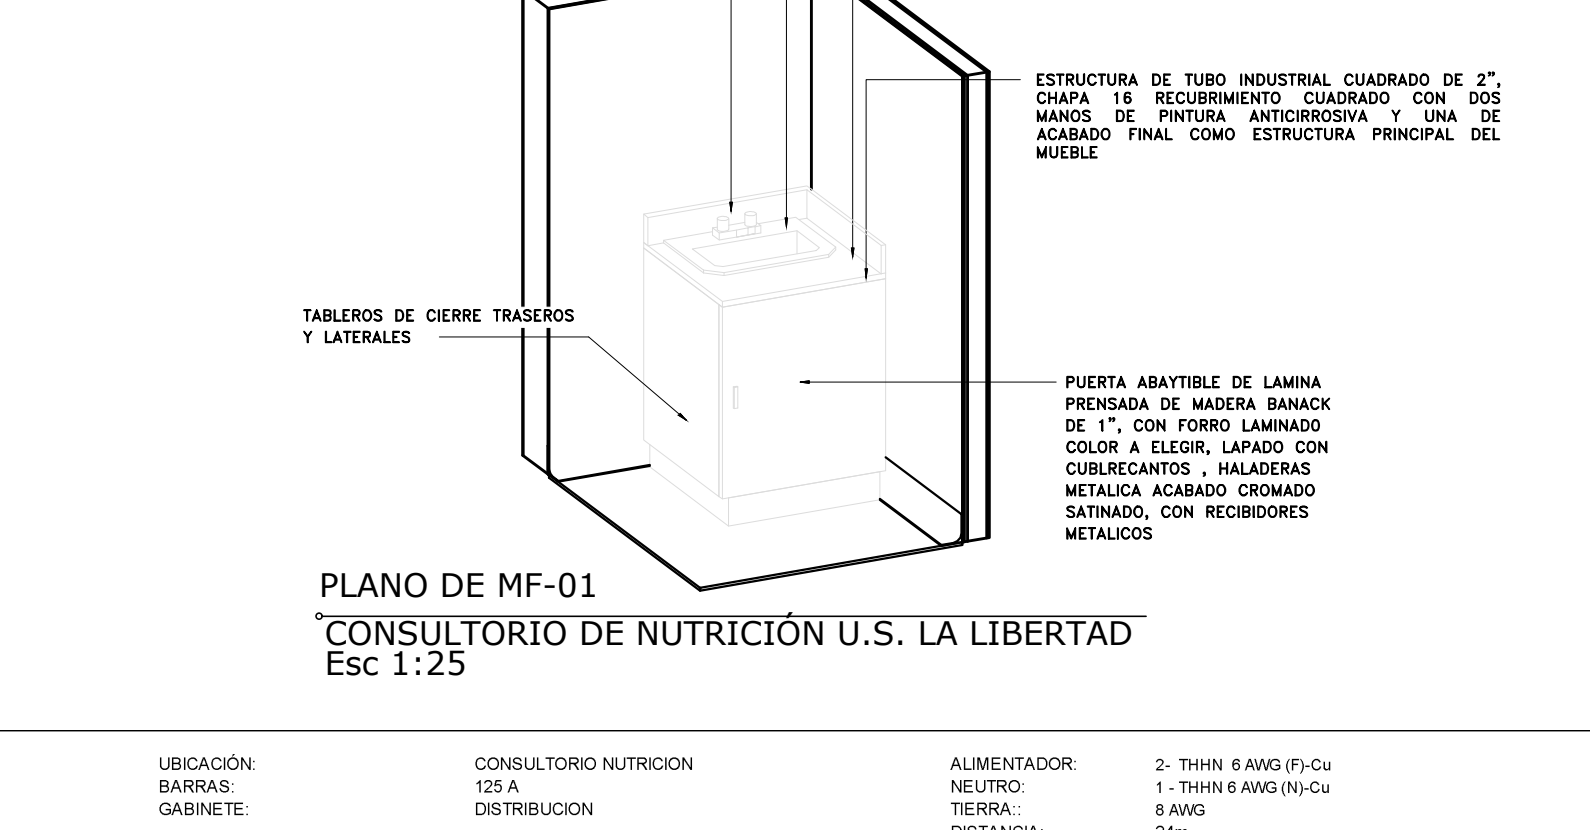 ESTRUCTURA DE TUBO INDUSTRIAL CUADRADO DE 2”,
CHAPA 16 RECUBRIMIENTO CUADRADO CON DOS
MANOS DE PINTURA ANTICIRROSIVA Y UNA DE
ACABADO FINAL COMO ESTRUCTURA PRINCIPAL DEL
MUEBLE
TABLEROS DE CIERRE TRASEROS
Y LATERALES
PUERTA ABAYTIBLE DE LAMINA
PRENSADA DE MADERA BANACK
DE 1”, CON FORRO LAMINADO
COLOR A ELEGIR, LAPADO CON
CUBLRECANTOS , HALADERAS
METALICA ACABADO CROMADO
SATINADO, CON RECIBIDORES
METALICOS
PLANO DE MF-01
CONSULTORIO DE NUTRICIÓN U.S. LA LIBERTAD
Esc 1:25
UBICACIÓN: CONSULTORIO NUTRICION ALIMENTADOR: 2- THHN 6 AWG (F)-Cu
BARRAS: 125 A NEUTRO: 1 - THHN 6 AWG (N)-Cu
GABINETE: DISTRIBUCION TIERRA:: 8 AWG
DISTANCIA: 24m